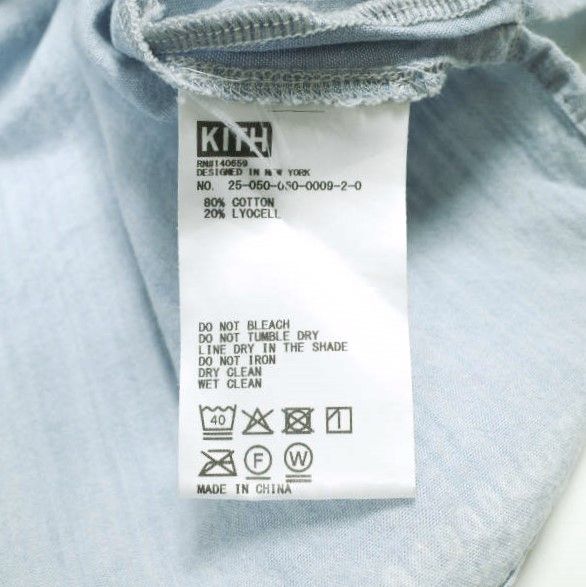 KITH
RN#140659
DESIGNED IN NEW YORK
NO. 25-050-050-0009-2-0
80% COTTON
20% LYOCELL
DO NOT BLEACH
DO NOT TUMBLE DRY
LINE DRY IN THE SHADE
DO NOT IRON
DRY CLEAN
WET CLEAN
40
F W
MADE IN CHINA